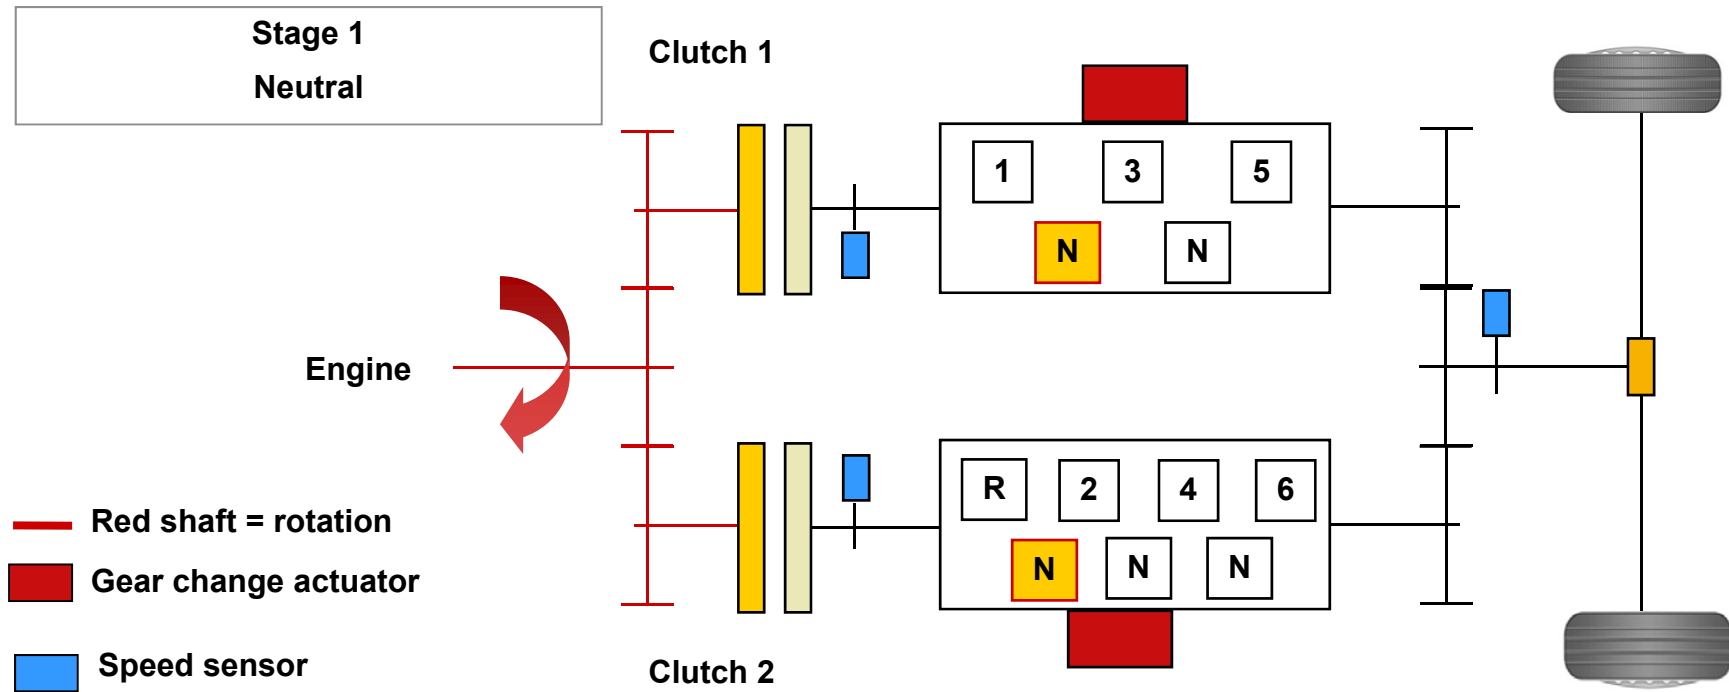 Stage 1
Neutral
Clutch 1
1 3 5
N N
Engine
R 2 4 6
N N N
Red shaft = rotation
Gear change actuator
Speed sensor
Clutch 2